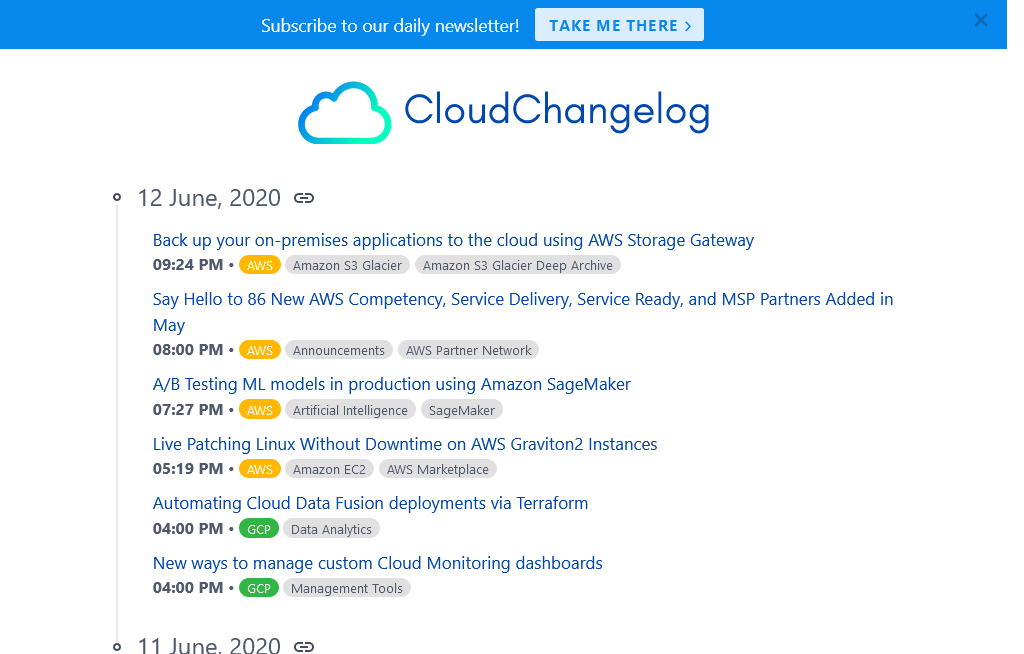 Subscribe to our daily newsletter! TAKE ME THERE >
CloudChangelog
12 June, 2020
Back up your on-premises applications to the cloud using AWS Storage Gateway
09:24 PM • AWS Amazon S3 Glacier Amazon S3 Glacier Deep Archive
Say Hello to 86 New AWS Competency, Service Delivery, Service Ready, and MSP Partners Added in
May
08:00 PM • AWS Announcements AWS Partner Network
A/B Testing ML models in production using Amazon SageMaker
07:27 PM • AWS Artificial Intelligence SageMaker
Live Patching Linux Without Downtime on AWS Graviton2 Instances
05:19 PM • AWS Amazon EC2 AWS Marketplace
Automating Cloud Data Fusion deployments via Terraform
04:00 PM • GCP Data Analytics
New ways to manage custom Cloud Monitoring dashboards
04:00 PM • GCP Management Tools
11 June, 2020